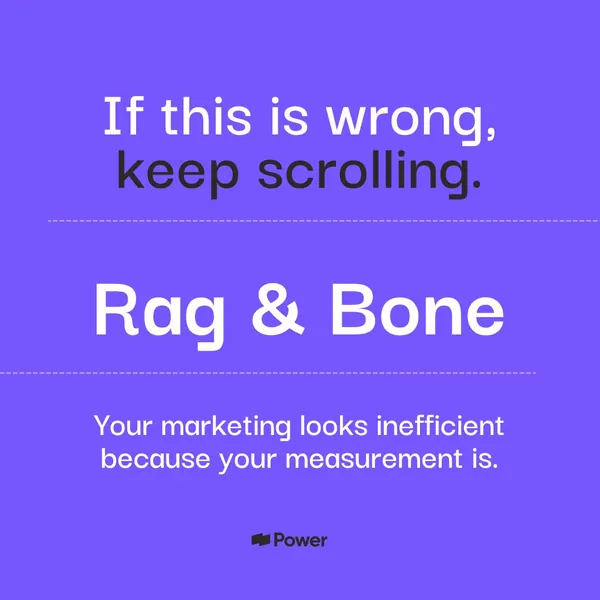 If this is wrong,
keep scrolling.
Rag & Bone
Your marketing looks inefficient
because your measurement is.
Power